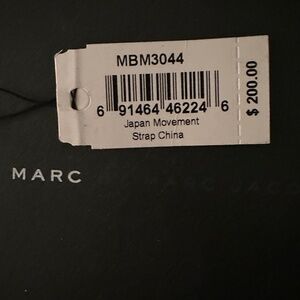 MBM3044
6 91464 46224 6
Japan Movement
Strap China
$ 200.00
MARC